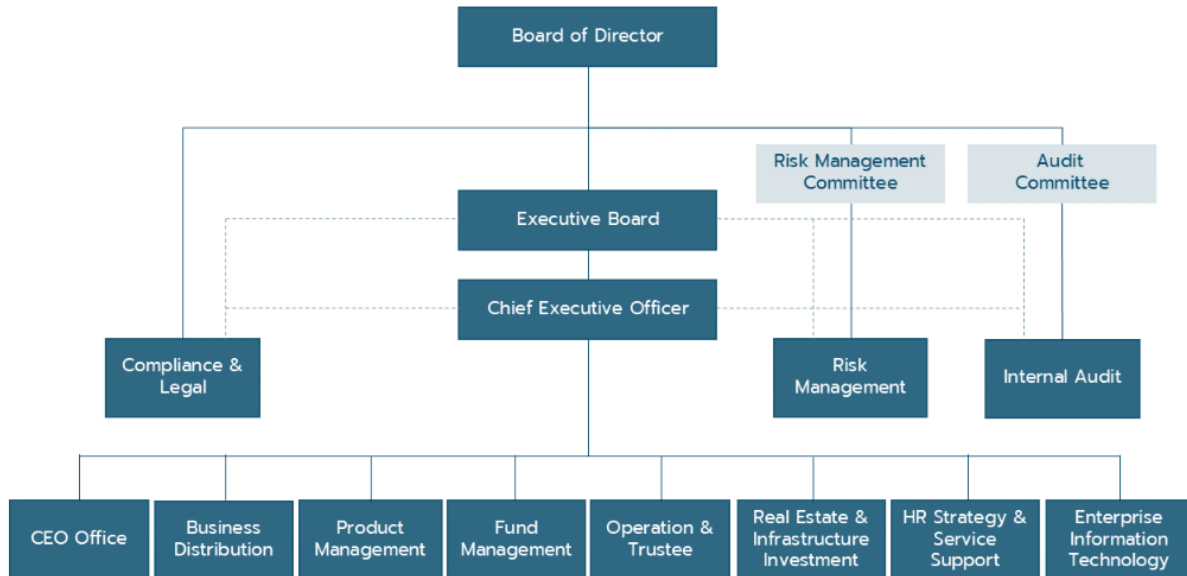 Board of Director
Risk Management
Committee
Audit
Committee
Executive Board
Chief Executive Officer
Compliance &
Legal
Risk
Management
Internal Audit
CEO Office
Business
Distribution
Product
Management
Fund
Management
Operation &
Trustee
Real Estate &
Infrastructure
Investment
HR Strategy &
Service
Support
Enterprise
Information
Technology